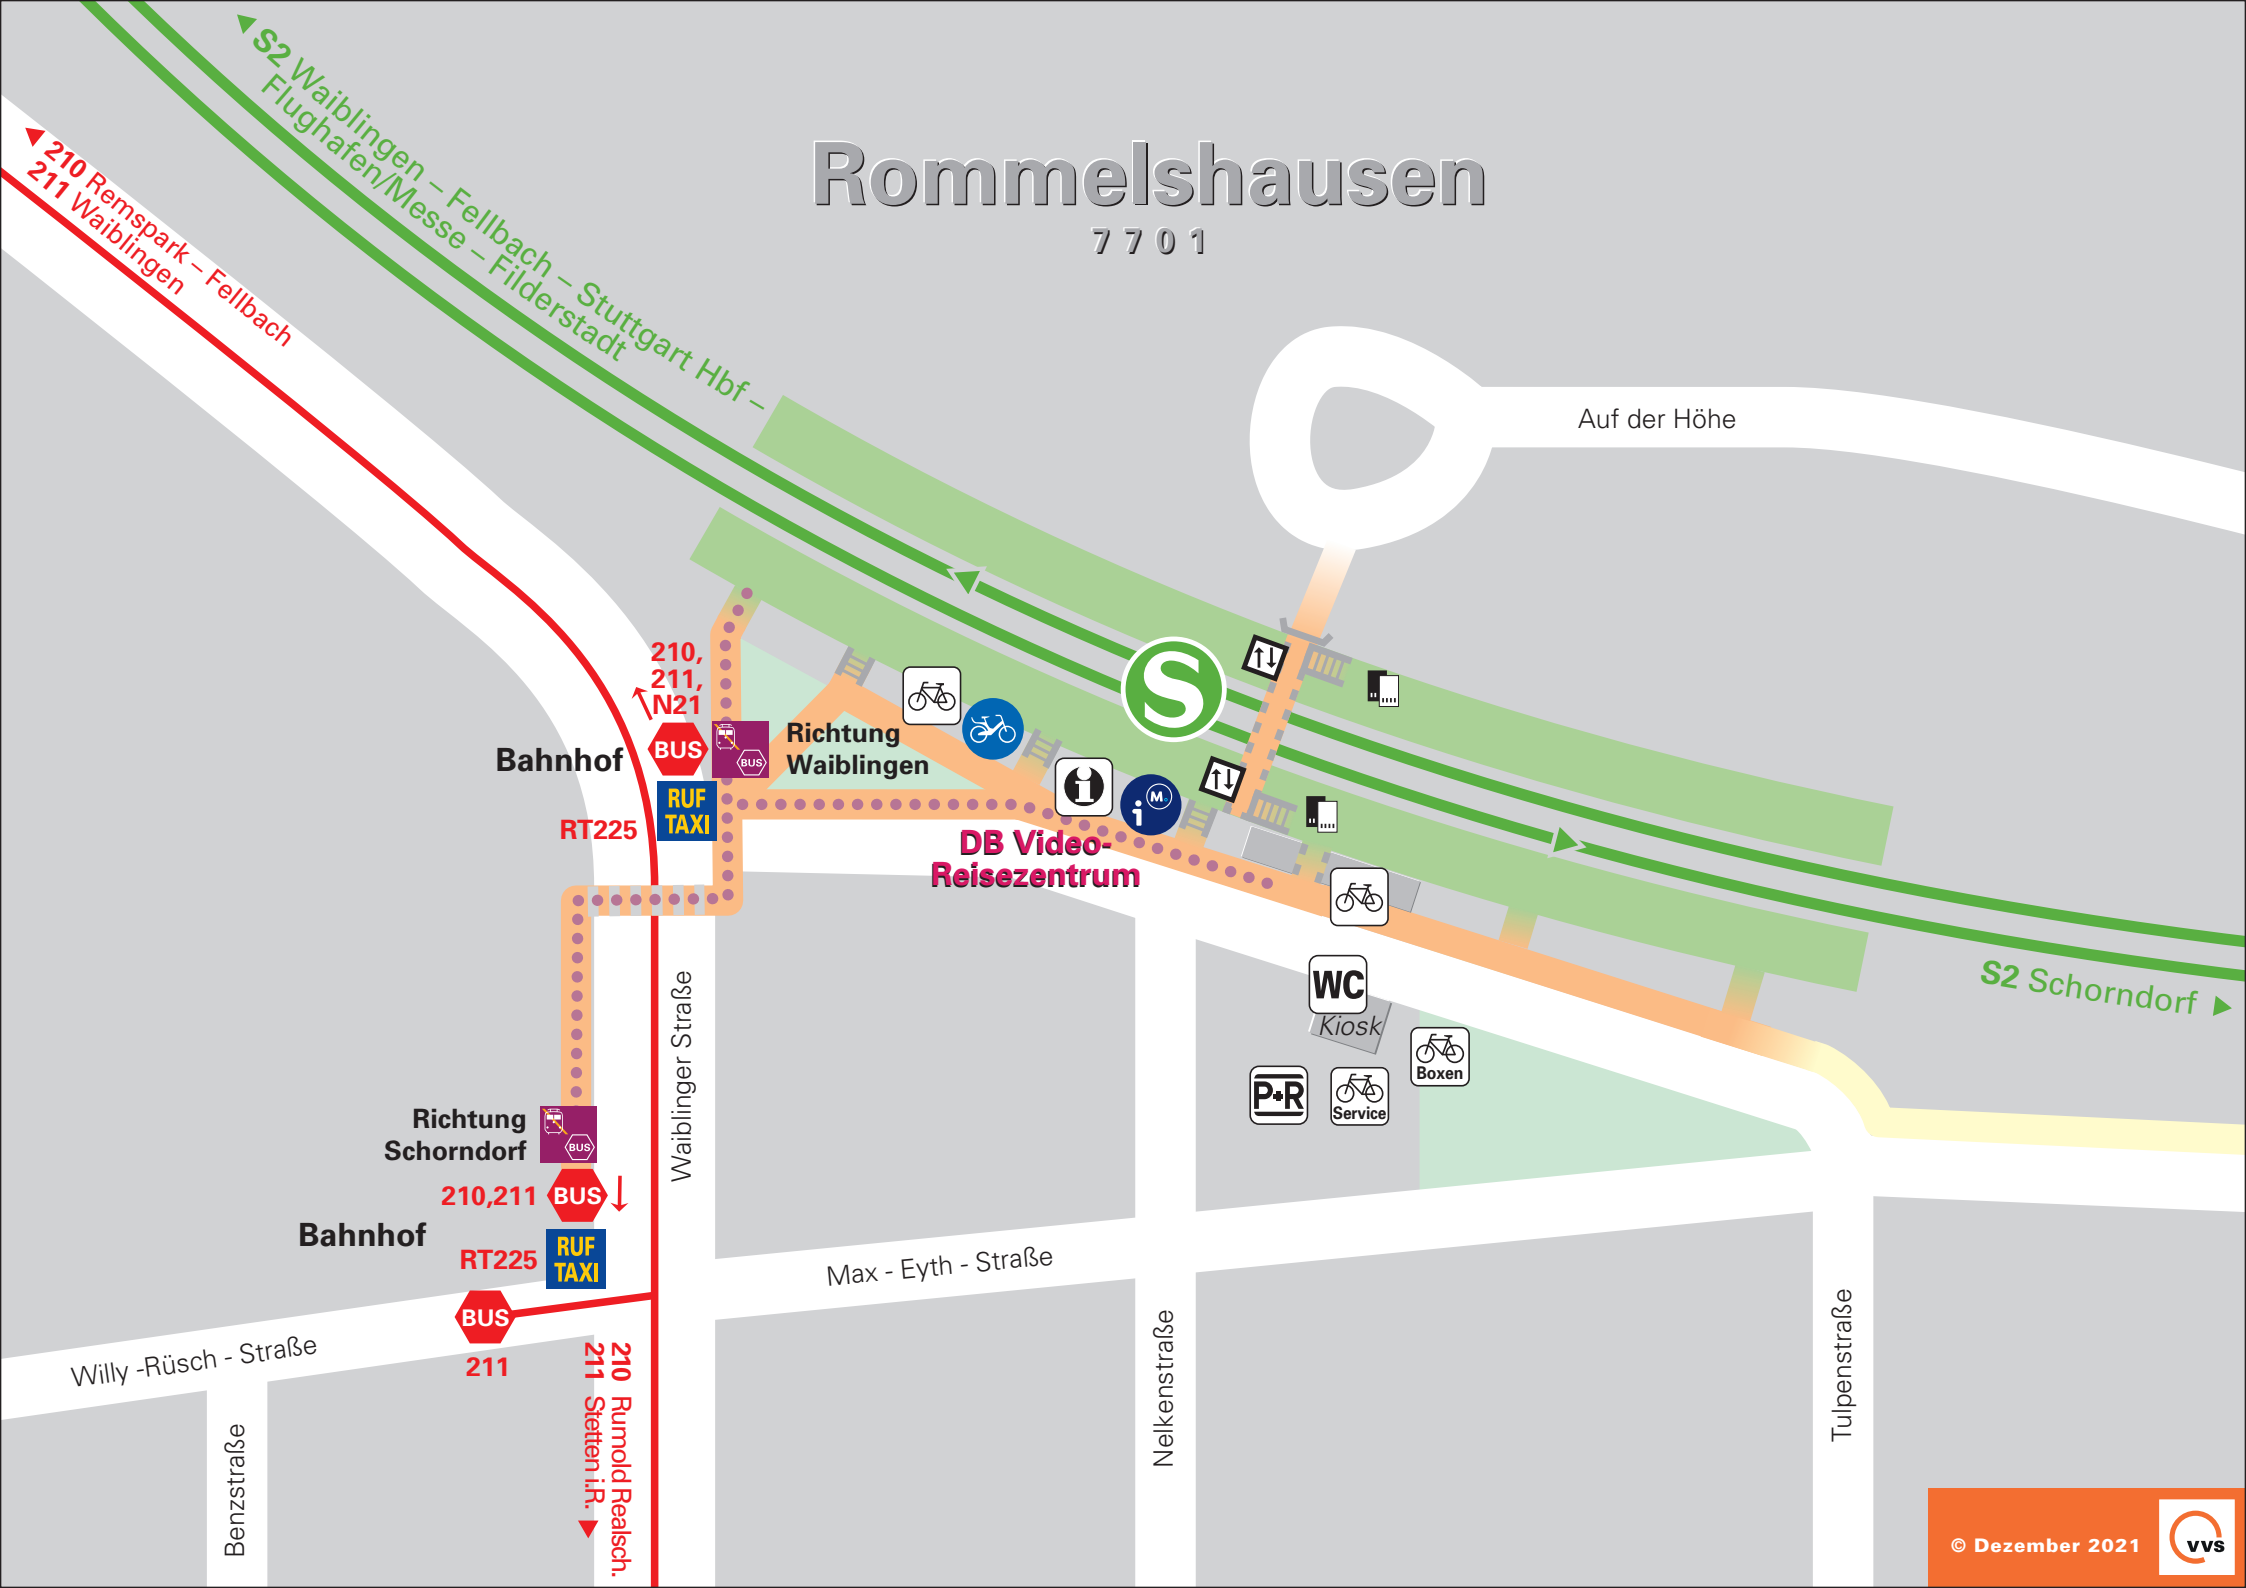 S2 Waiblingen – Fellbach – Stuttgart Hbf –
Flughafen/Messe – Filderstadt
210 Remspark – Fellbach
211 Waiblingen
Rommelshausen
7701
Auf der Höhe
210,
211,
N21
BUS
BUS
Bahnhof
Richtung
Waiblingen
RUF
TAXI
RT225
S
i
i
M.
DB Video-
Reisezentrum
S2 Schorndorf
WC
Kiosk
Boxen
P+R
Service
Waiblinger Straße
Richtung
Schorndorf
BUS
210,211
BUS
Bahnhof
RT225
RUF
TAXI
BUS
211
Willy -Rüsch - Straße
Max - Eyth - Straße
Benzstraße
210 Rumold Realsch.
211 Stetten i.R.
Nelkenstraße
Tulpenstraße
© Dezember 2021
vvs